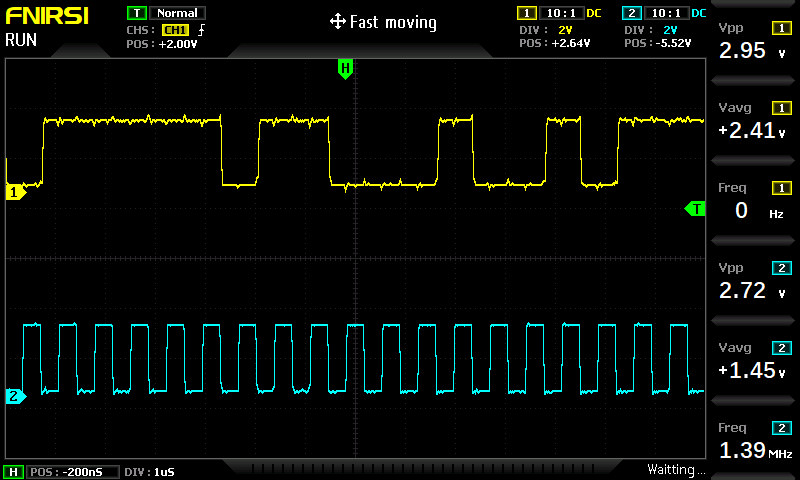 FNIRSI
RUN
T Normal
CHS: CH1
POS: +2.00V
Fast moving
1 10:1 DC
DIV: 2V
POS: +2.64V
2 10:1 DC
DIV: 2V
POS: -5.52V
H
1
T
2
Vpp 1
2.95 V
Vavg 1
+2.41 V
Freq 1
0 Hz
Vpp 2
2.72 V
Vavg 2
+1.45 V
Freq 2
1.39 MHz
H POS: -200nS DIV: 1uS
Waitting...